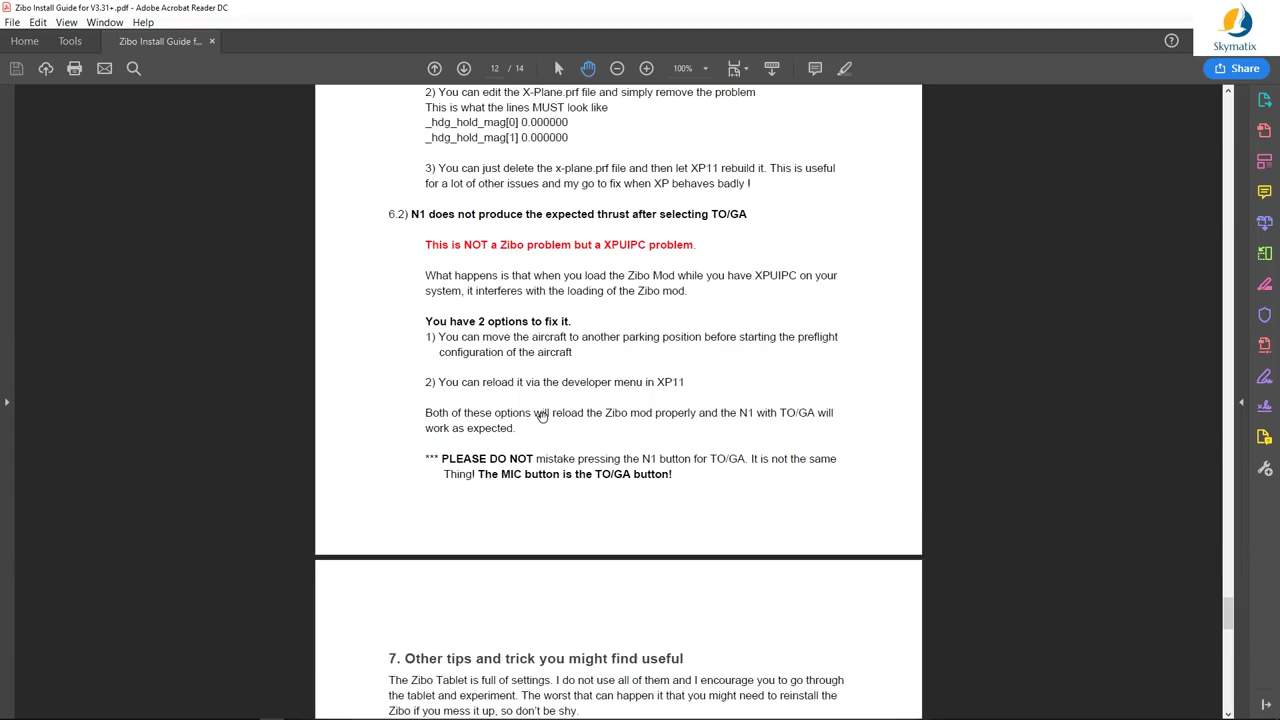 Zibo Install Guide for V3.31+.pdf - Adobe Acrobat Reader DC
File Edit View Window Help
Home Tools Zibo Install Guide f... ×
Skymatix
12 / 14 100% Share
2) You can edit the X-Plane.prf file and simply remove the problem
This is what the lines MUST look like
_hdg_hold_mag[0] 0.000000
_hdg_hold_mag[1] 0.000000
3) You can just delete the x-plane.prf file and then let XP11 rebuild it. This is useful
for a lot of other issues and my go to fix when XP behaves badly !
6.2) N1 does not produce the expected thrust after selecting TO/GA
This is NOT a Zibo problem but a XPUIPC problem.
What happens is that when you load the Zibo Mod while you have XPUIPC on your
system, it interferes with the loading of the Zibo mod.
You have 2 options to fix it.
1) You can move the aircraft to another parking position before starting the preflight
configuration of the aircraft
2) You can reload it via the developer menu in XP11
Both of these options will reload the Zibo mod properly and the N1 with TO/GA will
work as expected.
*** PLEASE DO NOT mistake pressing the N1 button for TO/GA. It is not the same
Thing! The MIC button is the TO/GA button!
7. Other tips and trick you might find useful
The Zibo Tablet is full of settings. I do not use all of them and I encourage you to go through
the tablet and experiment. The worst that can happen it that you might need to reinstall the
Zibo if you mess it up, so don't be shy.